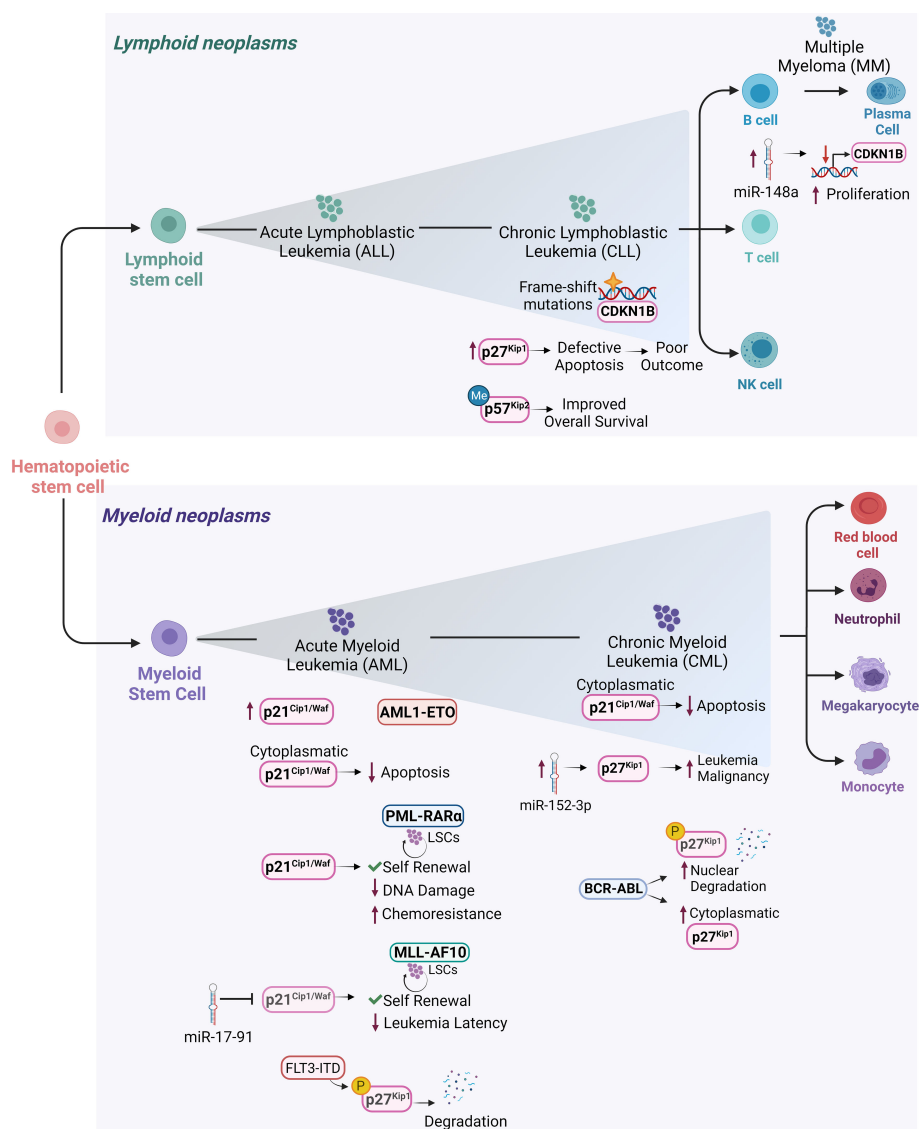 Lymphoid neoplasms
Multiple
Myeloma (MM)
B cell
Plasma
Cell
miR-148a
CDKN1B
Proliferation
Lymphoid
stem cell
Acute Lymphoblastic
Leukemia (ALL)
Chronic Lymphoblastic
Leukemia (CLL)
T cell
Frame-shift
mutations
CDKN1B
p27Kip1
Defective
Apoptosis
Poor
Outcome
NK cell
Me
p57Kip2
Improved
Overall Survival
Hematopoietic
stem cell
Myeloid neoplasms
Red blood
cell
Neutrophil
Megakaryocyte
Monocyte
Myeloid
Stem Cell
Acute Myeloid
Leukemia (AML)
Chronic Myeloid
Leukemia (CML)
p21Cip1/Waf
AML1-ETO
Cytoplasmatic
p21Cip1/Waf
Apoptosis
PML-RARα
LSCs
p21Cip1/Waf
Self Renewal
DNA Damage
Chemoresistance
MLL-AF10
LSCs
miR-17-91
p21Cip1/Waf
Self Renewal
Leukemia Latency
FLT3-ITD
P
p27Kip1
Degradation
Cytoplasmatic
p21Cip1/Waf
Apoptosis
miR-152-3p
p27Kip1
Leukemia
Malignancy
BCR-ABL
P
p27Kip1
Nuclear
Degradation
Cytoplasmatic
p27Kip1